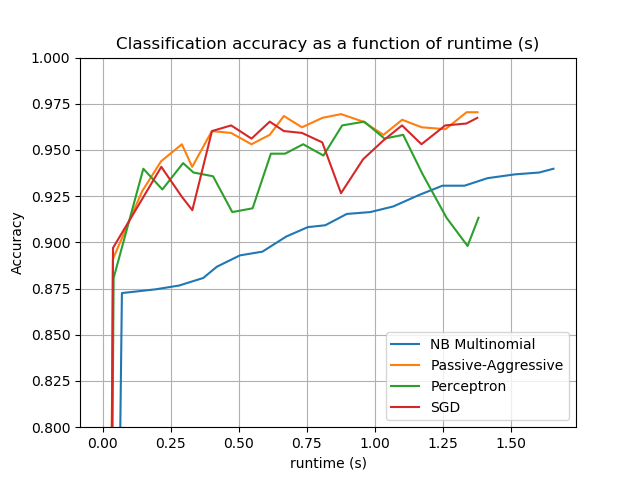 Classification accuracy as a function of runtime (s)
1.000
0.975
0.950
0.925
0.900
0.875
0.850
0.825
0.800
Accuracy
NB Multinomial
Passive-Aggressive
Perceptron
SGD
0.00 0.25 0.50 0.75 1.00 1.25 1.50
runtime (s)